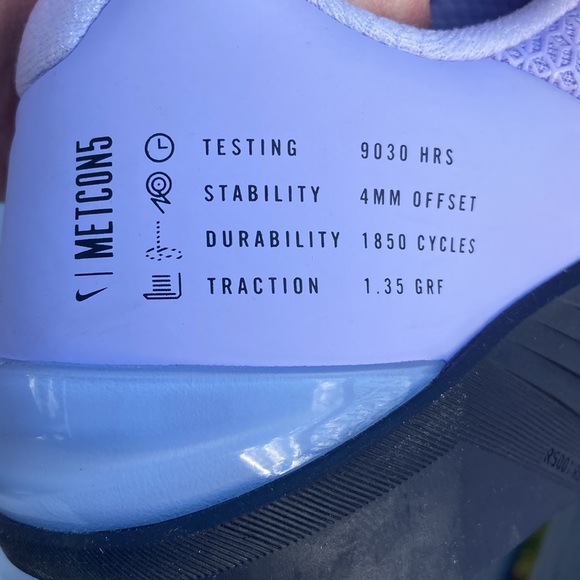 METCON5
TESTING 9030 HRS
STABILITY 4MM OFFSET
DURABILITY 1850 CYCLES
TRACTION 1.35 GRF